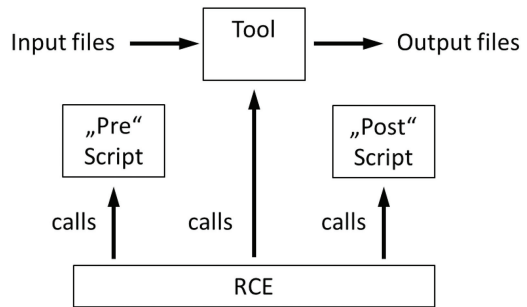 Input files
Tool
Output files
„Pre“
Script
„Post“
Script
calls
calls
calls
RCE